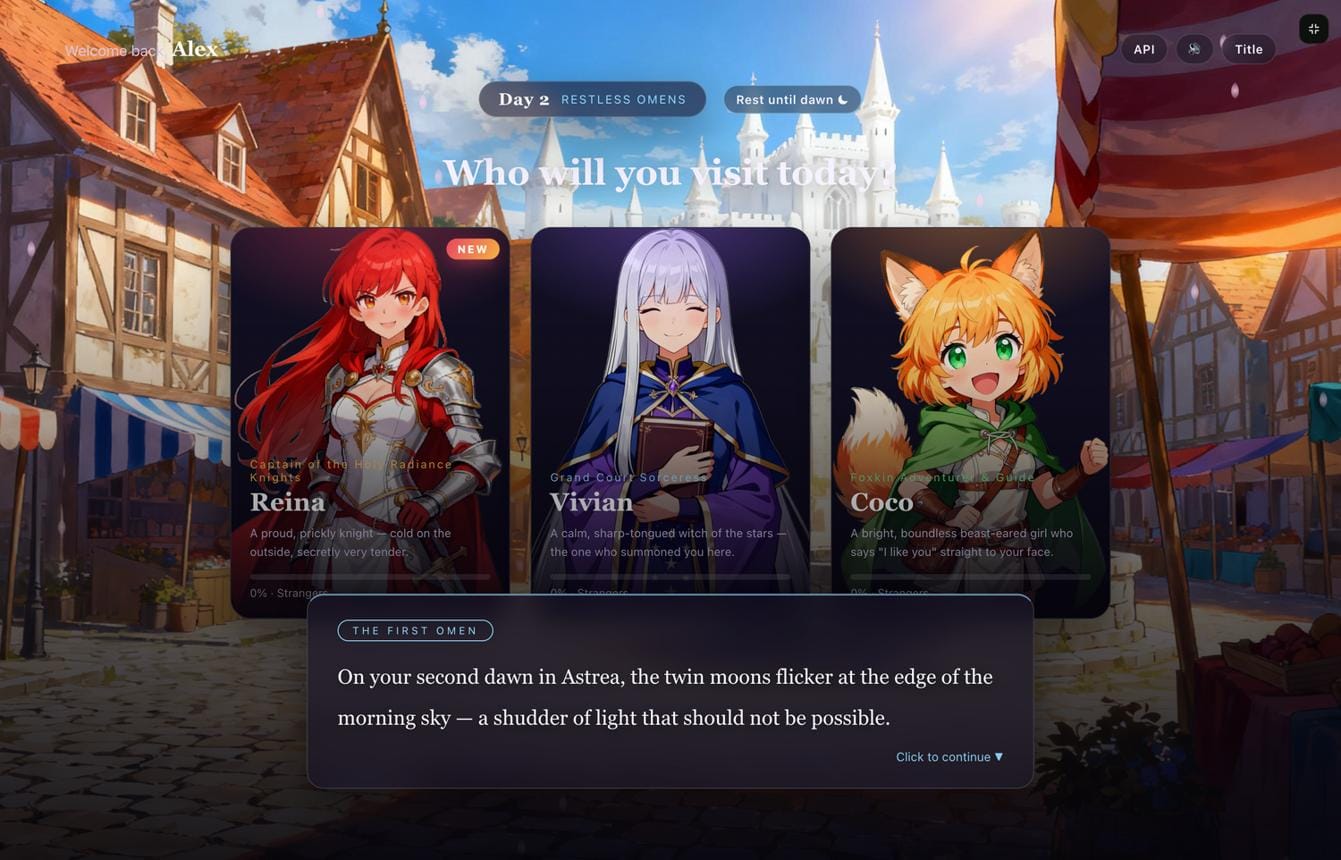 Welcome back, Alex
API
Title
Day 2 RESTLESS OMENS
Rest until dawn
Who will you visit today?
NEW
Captain of the Holy Radiance
Knights
Reina
A proud, prickly knight — cold on the
outside, secretly very tender.
0% · Strangers
Grand Court Sorceress
Vivian
A calm, sharp-tongued witch of the stars —
the one who summoned you here.
0% · Strangers
Foxkin Adventurer & Guide
Coco
A bright, boundless beast-eared girl who
says "I like you" straight to your face.
0% · Strangers
THE FIRST OMEN
On your second dawn in Astrea, the twin moons flicker at the edge of the
morning sky — a shudder of light that should not be possible.
Click to continue ▼